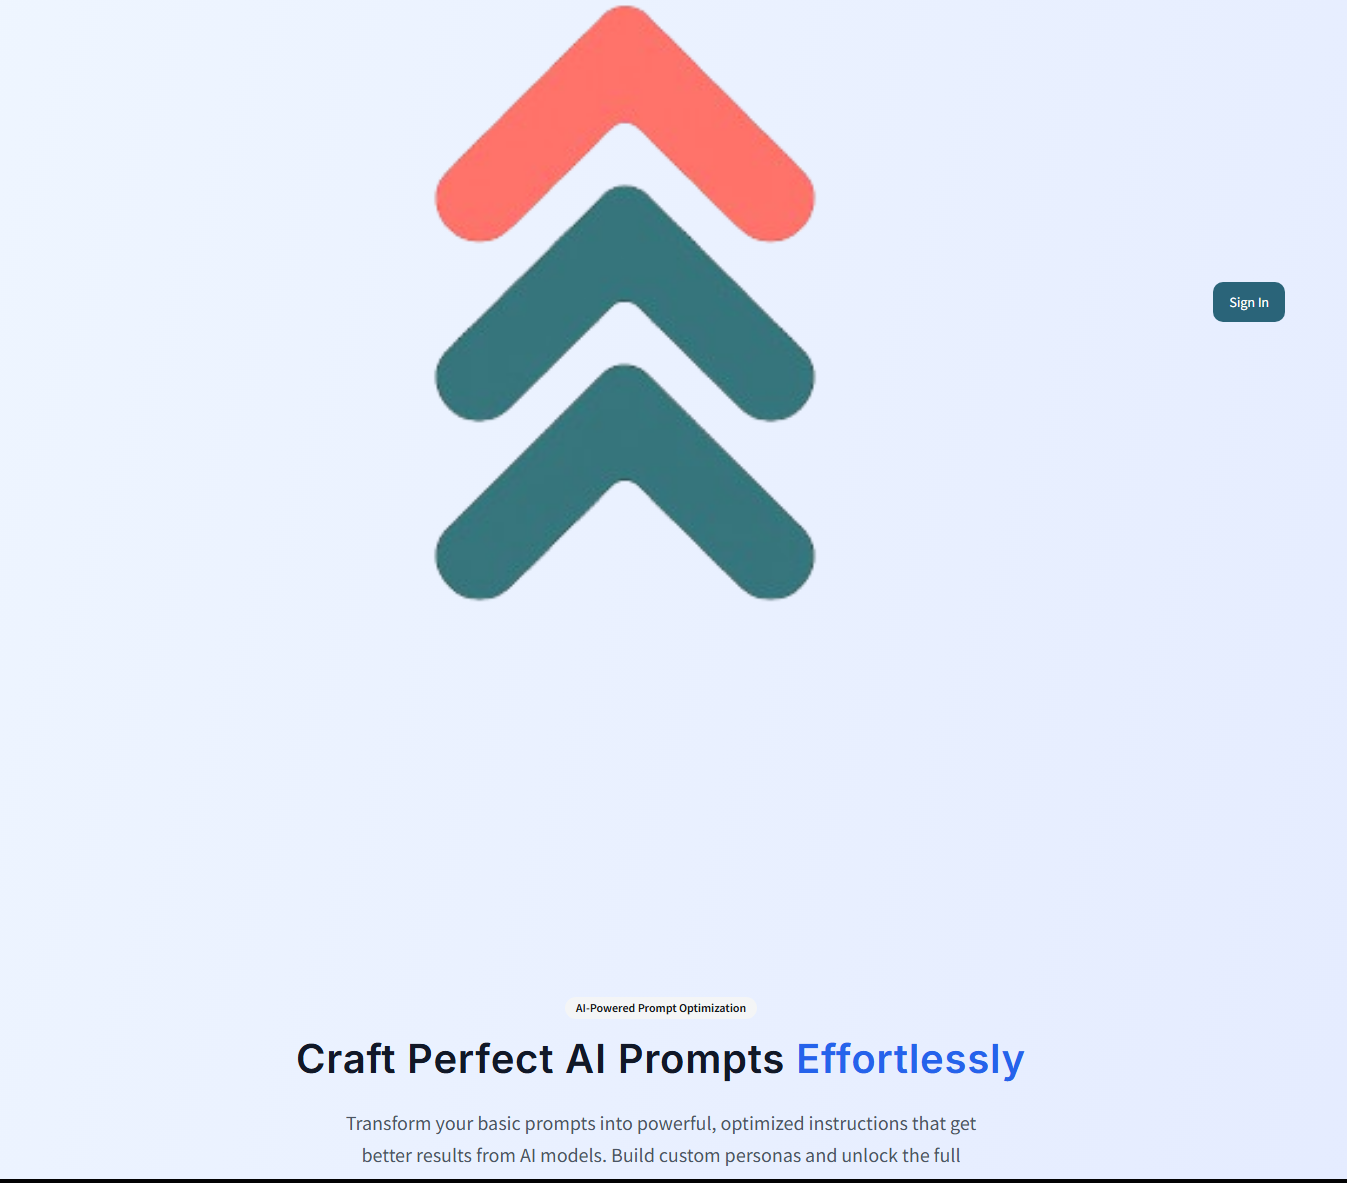 Sign In
AI-Powered Prompt Optimization
Craft Perfect AI Prompts Effortlessly
Transform your basic prompts into powerful, optimized instructions that get
better results from AI models. Build custom personas and unlock the full